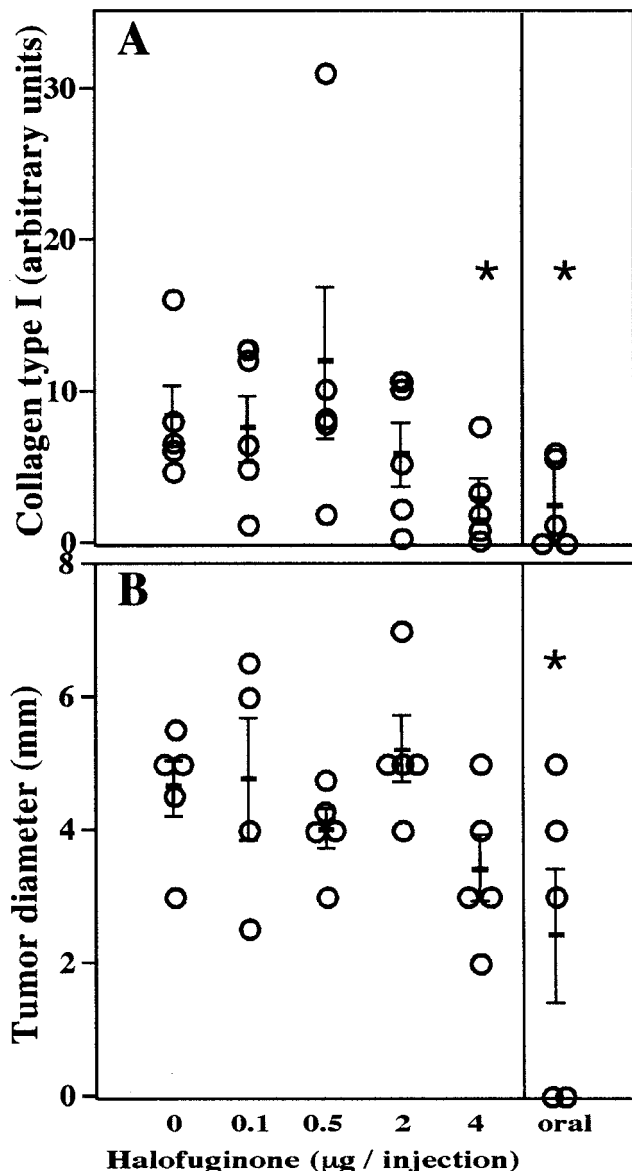 A
Collagen type I (arbitrary units)
30
20
10
0
* *
B
Tumor diameter (mm)
8
6
4
2
0
*
0 0.1 0.5 2 4 oral
Halofuginone (µg / injection)